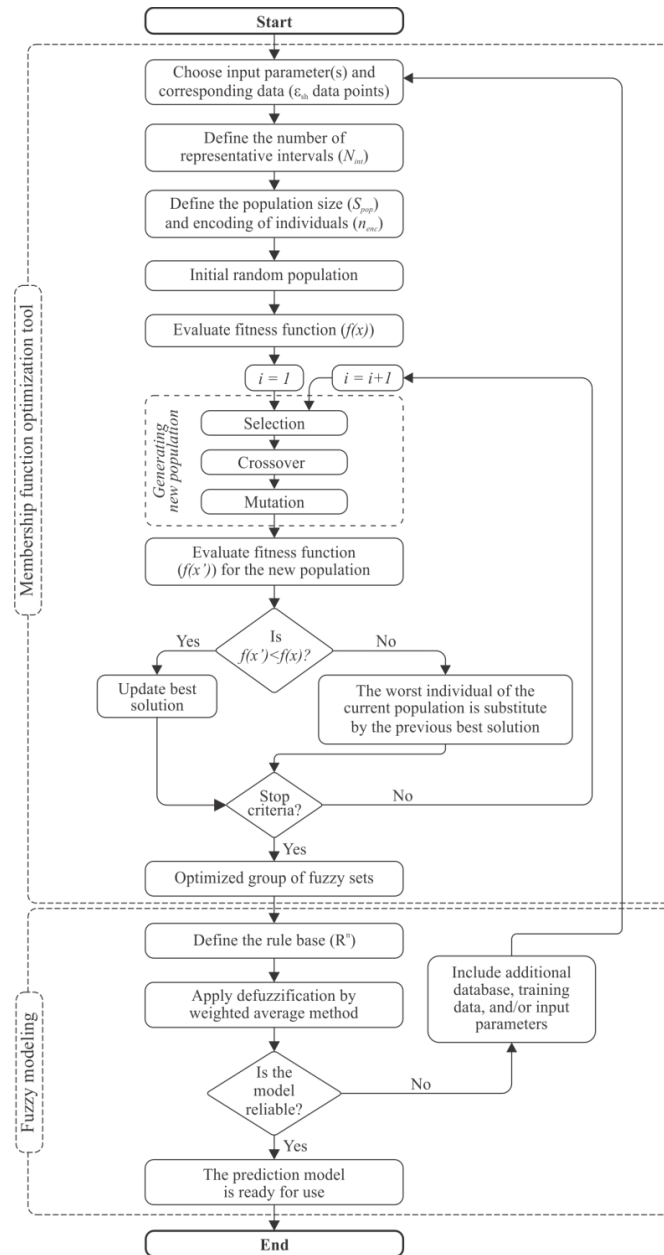 Start
Membership function optimization tool
Choose input parameter(s) and
corresponding data (εsh data points)
Define the number of
representative intervals (Nint)
Define the population size (Spop)
and encoding of individuals (nenc)
Initial random population
Evaluate fitness function (f(x))
i = 1
i = i+1
Generating
new population
Selection
Crossover
Mutation
Evaluate fitness function
(f(x’)) for the new population
Yes
Is
f(x’)<f(x)?
No
Update best
solution
The worst individual of the
current population is substitute
by the previous best solution
Stop
criteria?
No
Yes
Optimized group of fuzzy sets
Fuzzy modeling
Define the rule base (Rⁿ)
Apply defuzzification by
weighted average method
Include additional
database, training
data, and/or input
parameters
Is the
model
reliable?
No
Yes
The prediction model
is ready for use
End